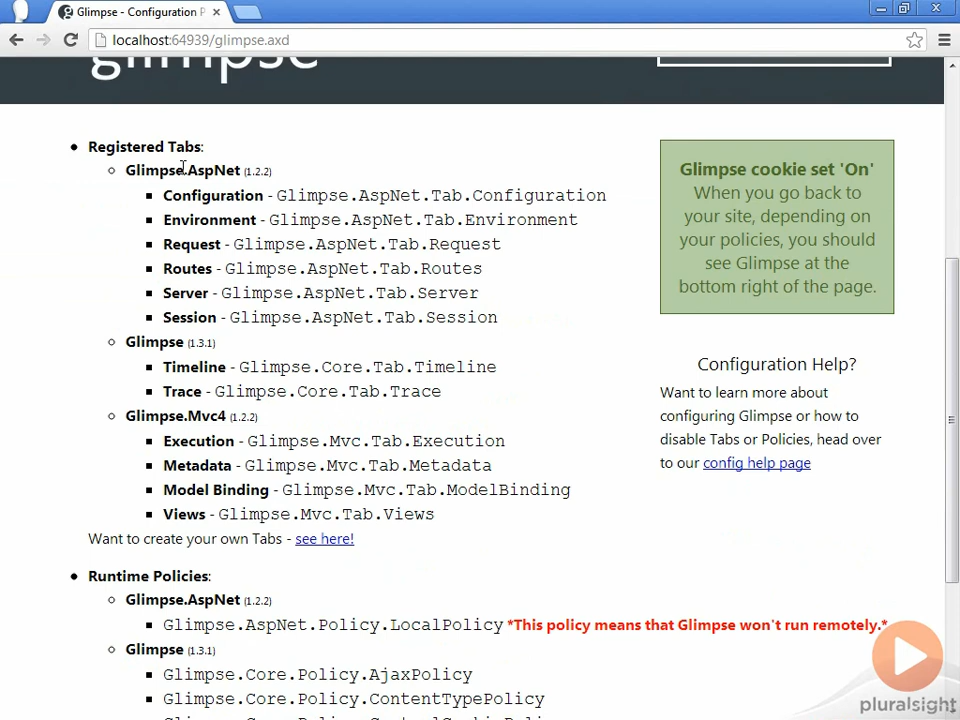 Glimpse - Configuration P
localhost:64939/glimpse.axd
glimpse
Registered Tabs:
Glimpse.AspNet (1.2.2)
Configuration - Glimpse.AspNet.Tab.Configuration
Environment - Glimpse.AspNet.Tab.Environment
Request - Glimpse.AspNet.Tab.Request
Routes - Glimpse.AspNet.Tab.Routes
Server - Glimpse.AspNet.Tab.Server
Session - Glimpse.AspNet.Tab.Session
Glimpse (1.3.1)
Timeline - Glimpse.Core.Tab.Timeline
Trace - Glimpse.Core.Tab.Trace
Glimpse.Mvc4 (1.2.2)
Execution - Glimpse.Mvc.Tab.Execution
Metadata - Glimpse.Mvc.Tab.Metadata
Model Binding - Glimpse.Mvc.Tab.ModelBinding
Views - Glimpse.Mvc.Tab.Views
Want to create your own Tabs - see here!
Runtime Policies:
Glimpse.AspNet (1.2.2)
Glimpse.AspNet.Policy.LocalPolicy *This policy means that Glimpse won't run remotely.*
Glimpse (1.3.1)
Glimpse.Core.Policy.AjaxPolicy
Glimpse.Core.Policy.ContentTypePolicy
Glimpse cookie set 'On'
When you go back to
your site, depending on
your policies, you should
see Glimpse at the
bottom right of the page.
Configuration Help?
Want to learn more about
configuring Glimpse or how to
disable Tabs or Policies, head over
to our config help page
pluralsight